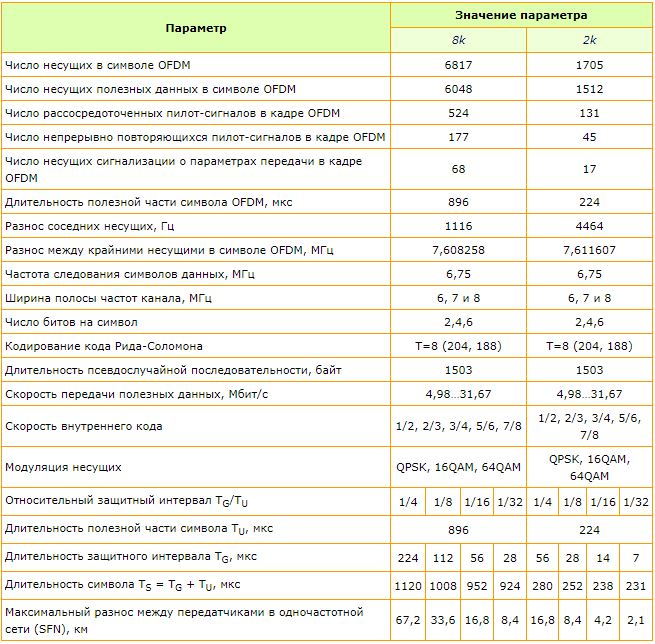 Параметр Значение параметра
8k 2k
Число несущих в символе OFDM 6817 1705
Число несущих полезных данных в символе OFDM 6048 1512
Число рассосредоточенных пилот-сигналов в кадре OFDM 524 131
Число непрерывно повторяющихся пилот-сигналов в кадре OFDM 177 45
Число несущих сигнализации о параметрах передачи в кадре
OFDM 68 17
Длительность полезной части символа OFDM, мкс 896 224
Разнос соседних несущих, Гц 1116 4464
Разнос между крайними несущими в символе OFDM, МГц 7,608258 7,611607
Частота следования символов данных, МГц 6,75 6,75
Ширина полосы частот канала, МГц 6, 7 и 8 6, 7 и 8
Число битов на символ 2,4,6 2,4,6
Кодирование кода Рида-Соломона T=8 (204, 188) T=8 (204, 188)
Длительность псевдослучайной последовательности, байт 1503 1503
Скорость передачи полезных данных, Мбит/с 4,98…31,67 4,98…31,67
Скорость внутреннего кода 1/2, 2/3, 3/4, 5/6, 7/8 1/2, 2/3, 3/4, 5/6,
7/8
Модуляция несущих QPSK, 16QAM, 64QAM QPSK, 16QAM,
64QAM
Относительный защитный интервал TG/TU 1/4 1/8 1/16 1/32 1/4 1/8 1/16 1/32
Длительность полезной части символа TU, мкс 896 224
Длительность защитного интервала TG, мкс 224 112 56 28 56 28 14 7
Длительность символа TS = TG + TU, мкс 1120 1008 952 924 280 252 238 231
Максимальный разнос между передатчиками в одночастотной
сети (SFN), км 67,2 33,6 16,8 8,4 16,8 8,4 4,2 2,1